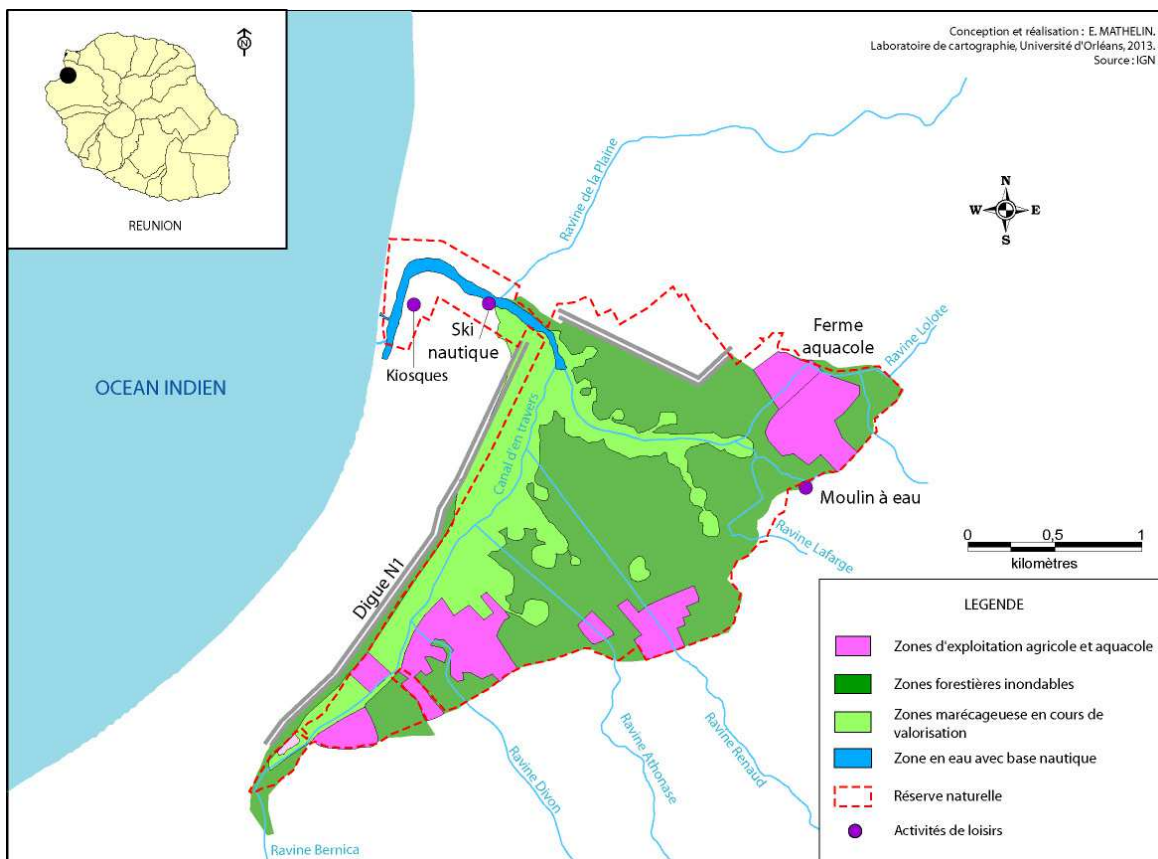 Conception et réalisation : E. MATHELIN.
Laboratoire de cartographie, Université d'Orléans, 2013.
Source : IGN
N
REUNION
OCEAN INDIEN
Ravine de la Plaine
N
W
E
S
Ski
nautique
Kiosques
Ferme
aquacole
Ravine Lolote
Canal d'en travers
Moulin à eau
Ravine Lafarge
Digue N1
0
0,5
1
kilomètres
Ravine Renaud
Ravine Athonase
Ravine Divon
Ravine Bernica
LEGENDE
Zones d'exploitation agricole et aquacole
Zones forestières inondables
Zones marécageuese en cours de
valorisation
Zone en eau avec base nautique
Réserve naturelle
Activités de loisirs